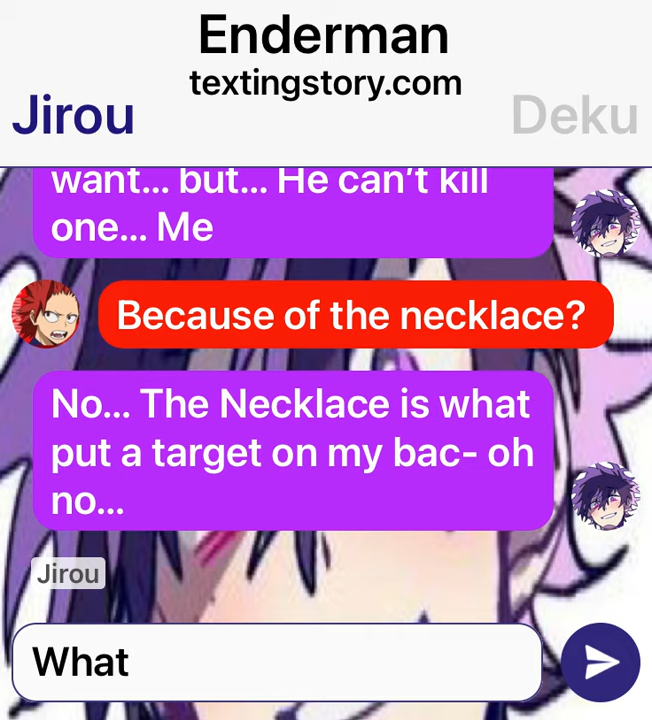 Enderman
textingstory.com
Jirou
Deku
want... but... He can't kill
one... Me
Because of the necklace?
No... The Necklace is what
put a target on my bac- oh
no...
Jirou
What